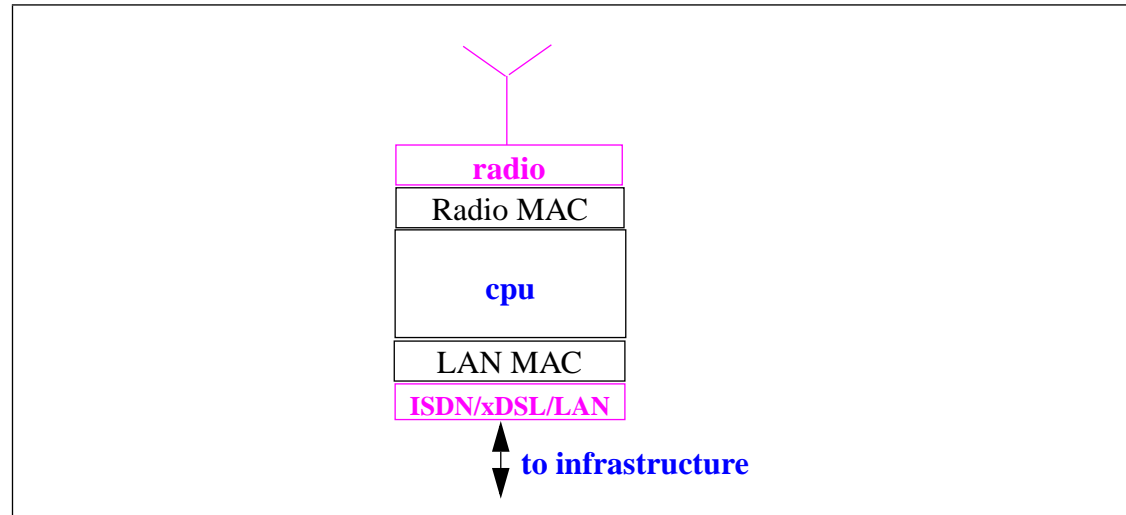 radio
Radio MAC
cpu
LAN MAC
ISDN/xDSL/LAN
to infrastructure